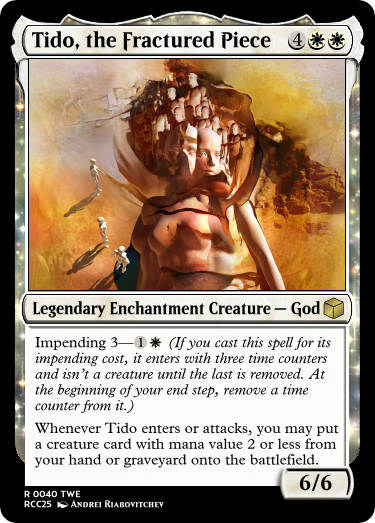 Tido, the Fractured Piece 4
Legendary Enchantment Creature — God
Impending 3—1 (If you cast this spell for its
impending cost, it enters with three time counters
and isn't a creature until the last is removed. At
the beginning of your end step, remove a time
counter from it.)
Whenever Tido enters or attacks, you may put
a creature card with mana value 2 or less from
your hand or graveyard onto the battlefield.
6/6
R 0040 TWE
RCC25 Andrei Riabovitchev